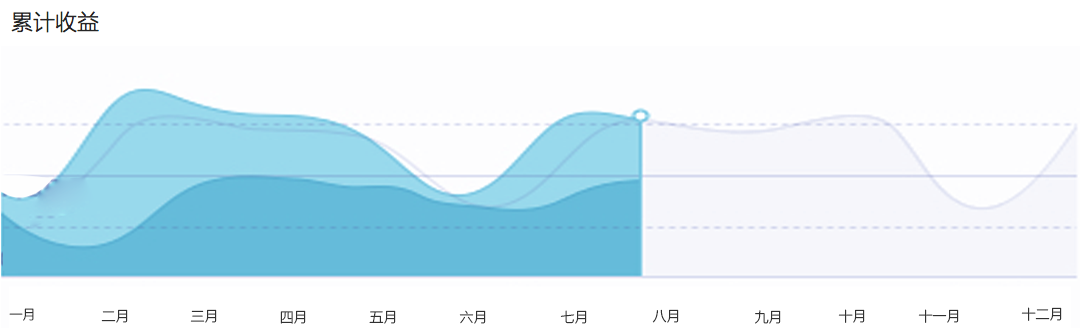 累计收益
一月 二月 三月 四月 五月 六月 七月 八月 九月 十月 十一月 十二月